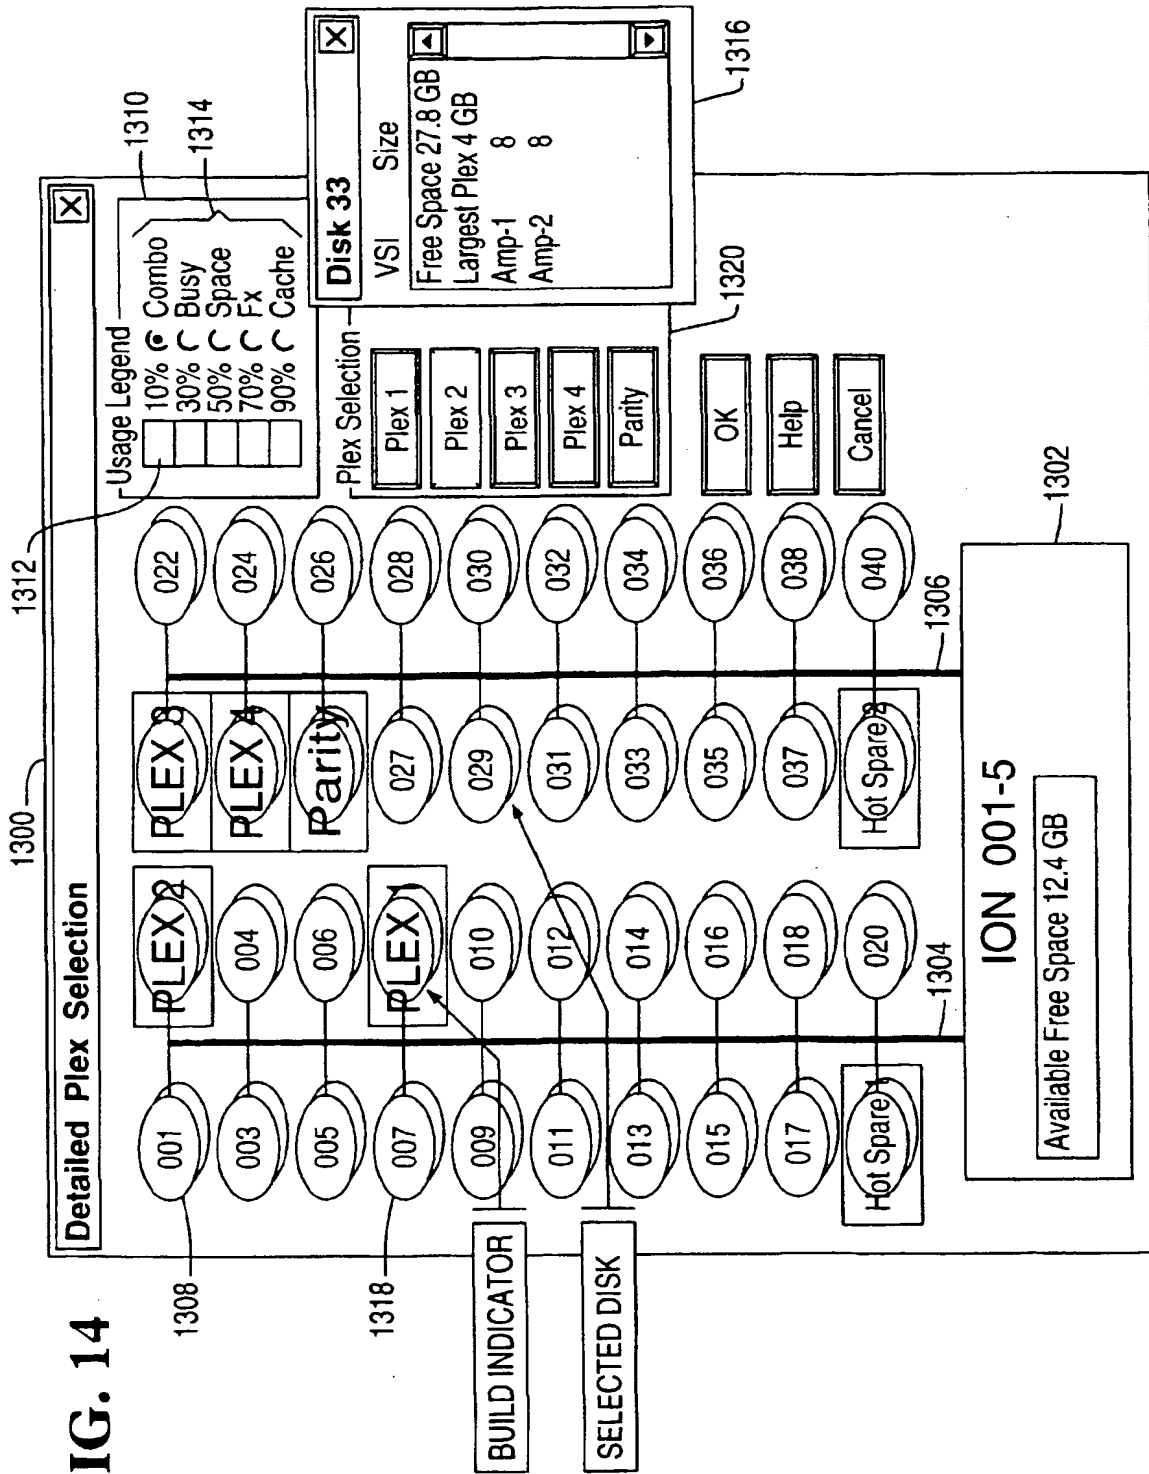 IG. 14
1300
1312
Detailed Plex Selection
X
1308
1318
BUILD INDICATOR
SELECTED DISK
001
PLEX 2
PLEX 3
022
003
004
PLEX 4
024
005
006
Parity
026
007
PLEX 1
027
028
009
010
029
030
011
012
031
032
013
014
033
034
015
016
035
036
017
018
037
038
Hot Spare 1
020
Hot Spare 2
040
1304
1306
1302
ION 001-5
Available Free Space 12.4 GB
Usage Legend
10% Combo
30% Busy
50% Space
70% Fx
90% Cache
1310
1314
Plex Selection
Plex 1
Plex 2
Plex 3
Plex 4
Parity
1320
OK
Help
Cancel
Disk 33
X
VSI Size
Free Space 27.8 GB
Largest Plex 4 GB
Amp-1 8
Amp-2 8
1316